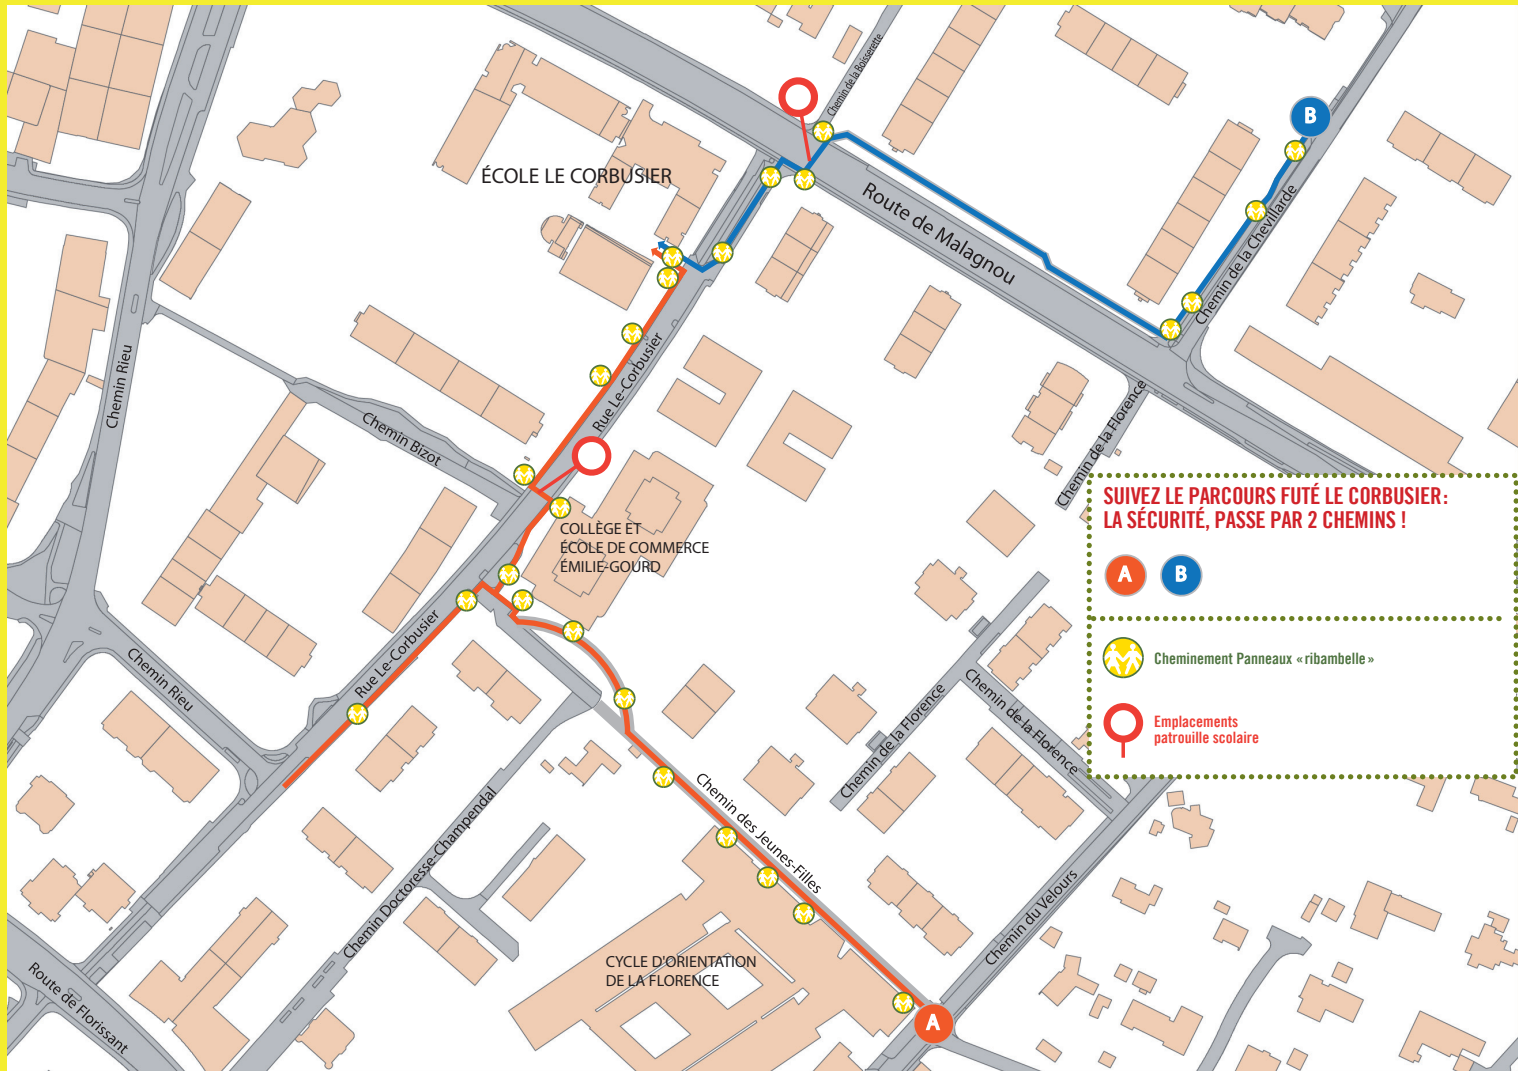 Chemin de la Boisserette
B
ÉCOLE LE CORBUSIER
Route de Malagnou
Chemin de la Chevillarde
Chemin Rieu
Rue Le-Corbusier
Chemin Bizot
Chemin de la Florence
COLLÈGE ET
ÉCOLE DE COMMERCE
ÉMILIE-GOURD
SUIVEZ LE PARCOURS FUTÉ LE CORBUSIER:
LA SÉCURITÉ, PASSE PAR 2 CHEMINS !
A B
Cheminement Panneaux «ribambelle»
Emplacements
patrouille scolaire
Rue Le-Corbusier
Chemin Rieu
Chemin de la Florence
Chemin de la Florence
Chemin des Jeunes-Filles
Chemin Doctoresse-Champendal
Chemin du Velours
CYCLE D'ORIENTATION
DE LA FLORENCE
Route de Florissant
A